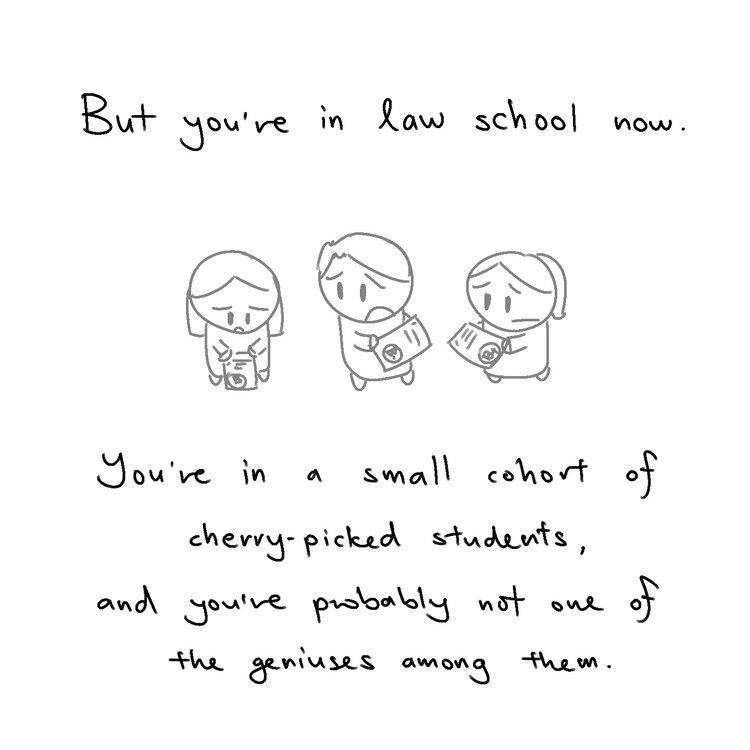 But you're in law school now.
You're in a small cohort of
cherry-picked students,
and you're probably not one of
the geniuses among them.